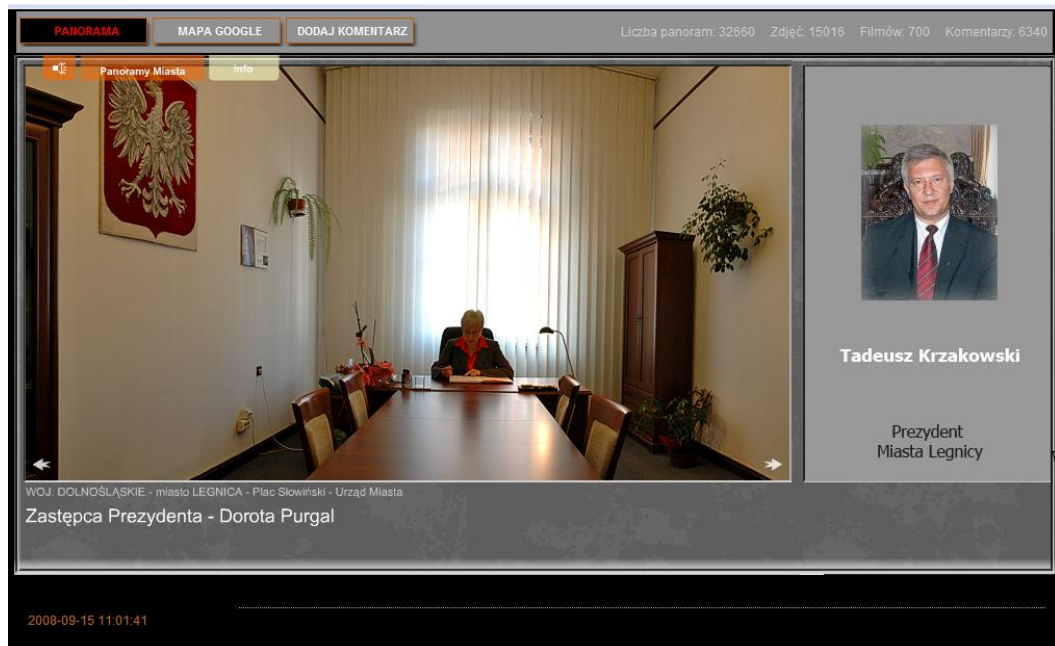 PANORAMA MAPA GOOGLE DODAJ KOMENTARZ Liczba panoram: 32660 Zdjęć: 15016 Filmów: 700 Komentarzy: 6340
Panoramy Miasta info
Tadeusz Krzakowski
Prezydent
Miasta Legnicy
WOJ. DOLNOŚLĄSKIE - miasto LEGNICA - Plac Słowiński - Urząd Miasta
Zastępca Prezydenta - Dorota Purgal
2008-09-15 11:01:41